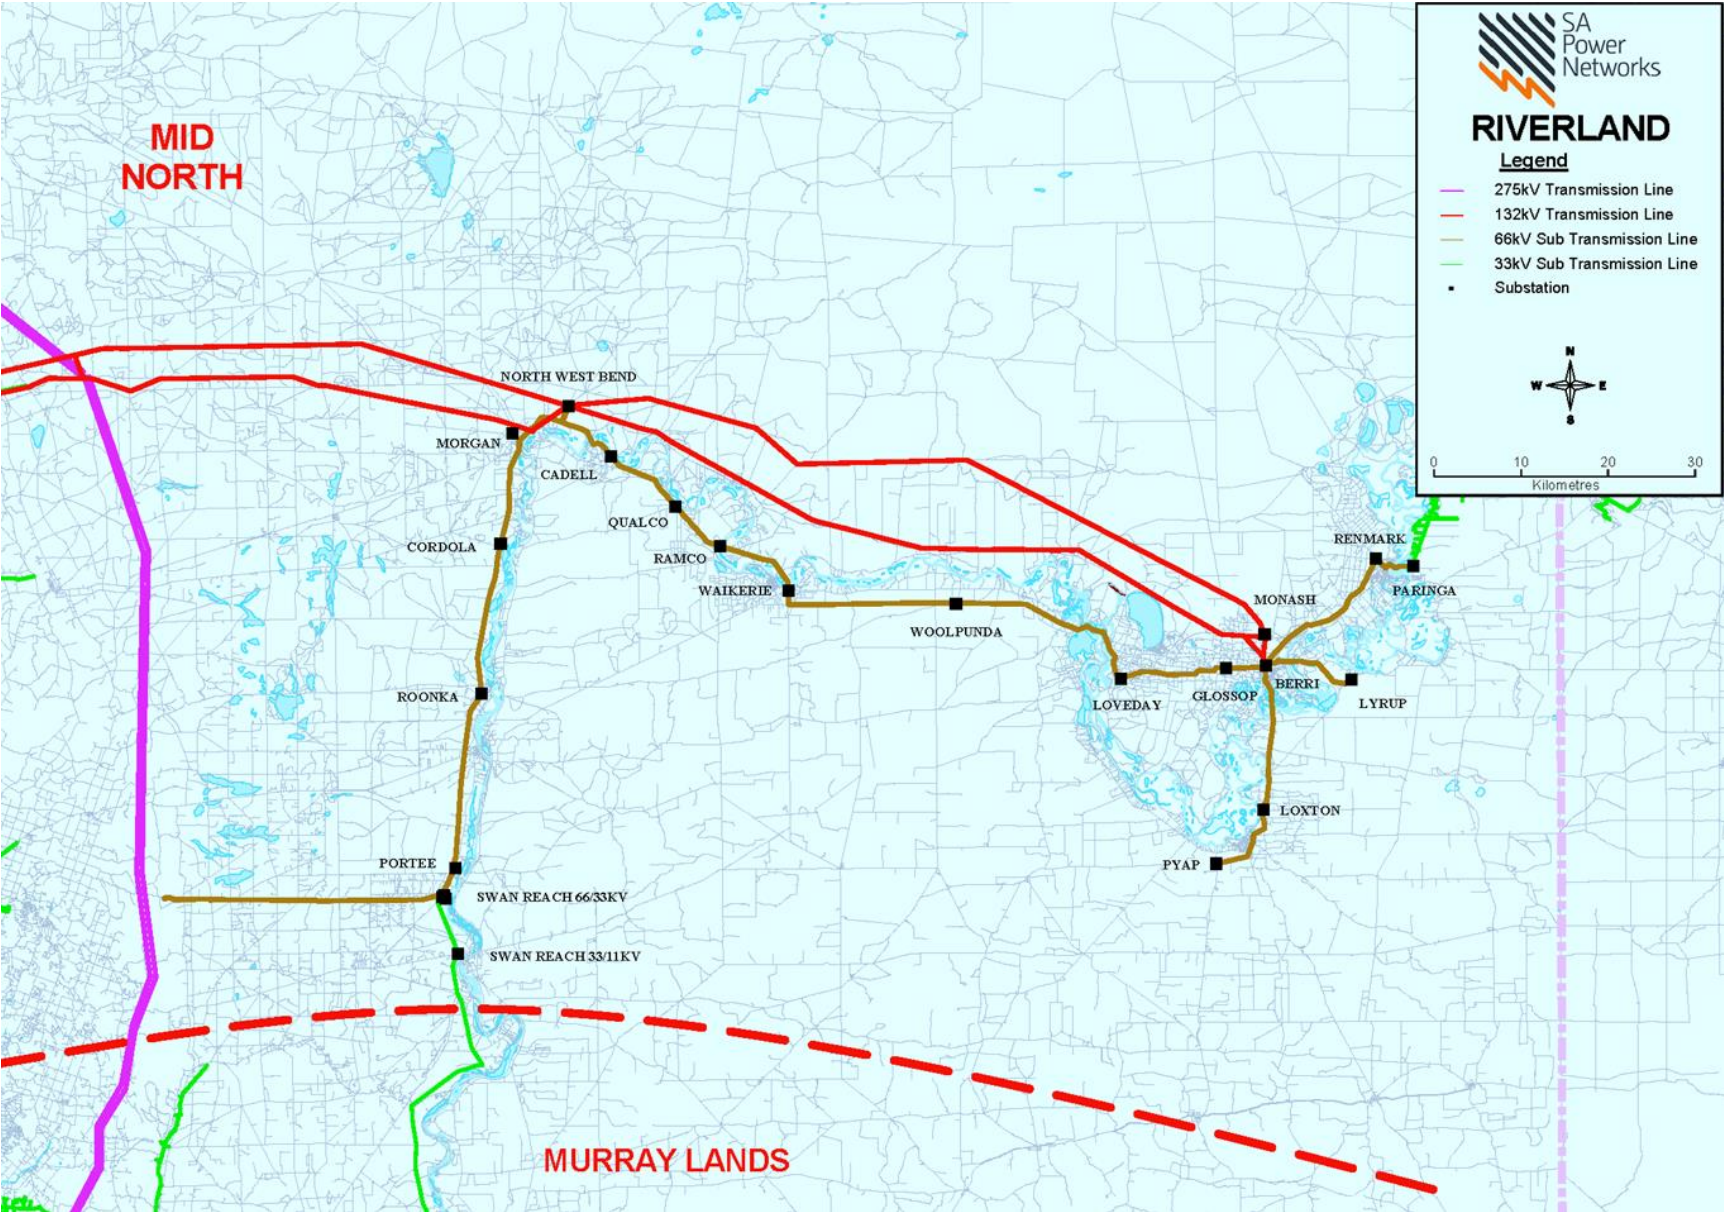 SA
Power
Networks
RIVERLAND
Legend
275kV Transmission Line
132kV Transmission Line
66kV Sub Transmission Line
33kV Sub Transmission Line
Substation
N
W E
S
0 10 20 30
Kilometres
MID
NORTH
NORTH WEST BEND
MORGAN
CADELL
QUALCO
CORDOLA
RAMCO
RENMARK
WAIKERIE
PARINGA
MONASH
WOOLPUNDA
BERRI
ROONKA
GLOSSOP
LOVEDAY
LYRUP
LOXTON
PORTEE
PYAP
SWAN REACH 66/33KV
SWAN REACH 33/11KV
MURRAY LANDS